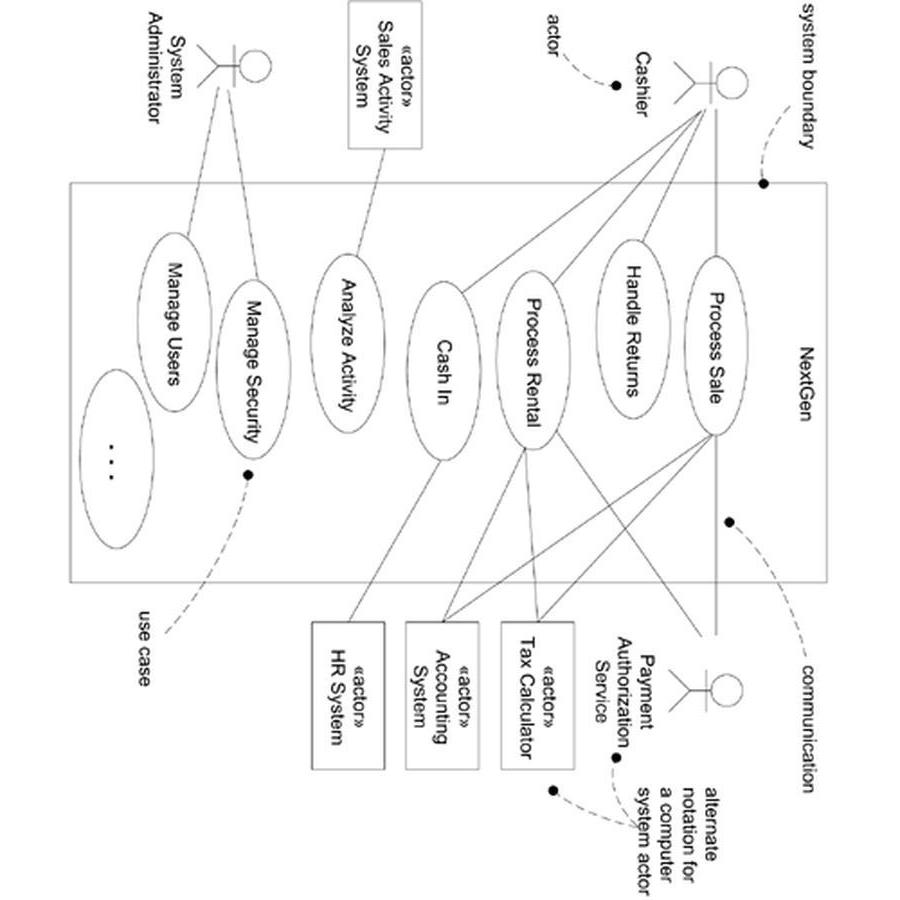 system boundary
NextGen
communication
alternate
notation for
a computer
system actor
actor
Cashier
Process Sale
Handle Returns
Payment
Authorization
Service
Process Rental
«actor»
Tax Calculator
Cash In
«actor»
Accounting
System
«actor»
Sales Activity
System
Analyze Activity
«actor»
HR System
System
Administrator
Manage Security
Manage Users
use case
. . .